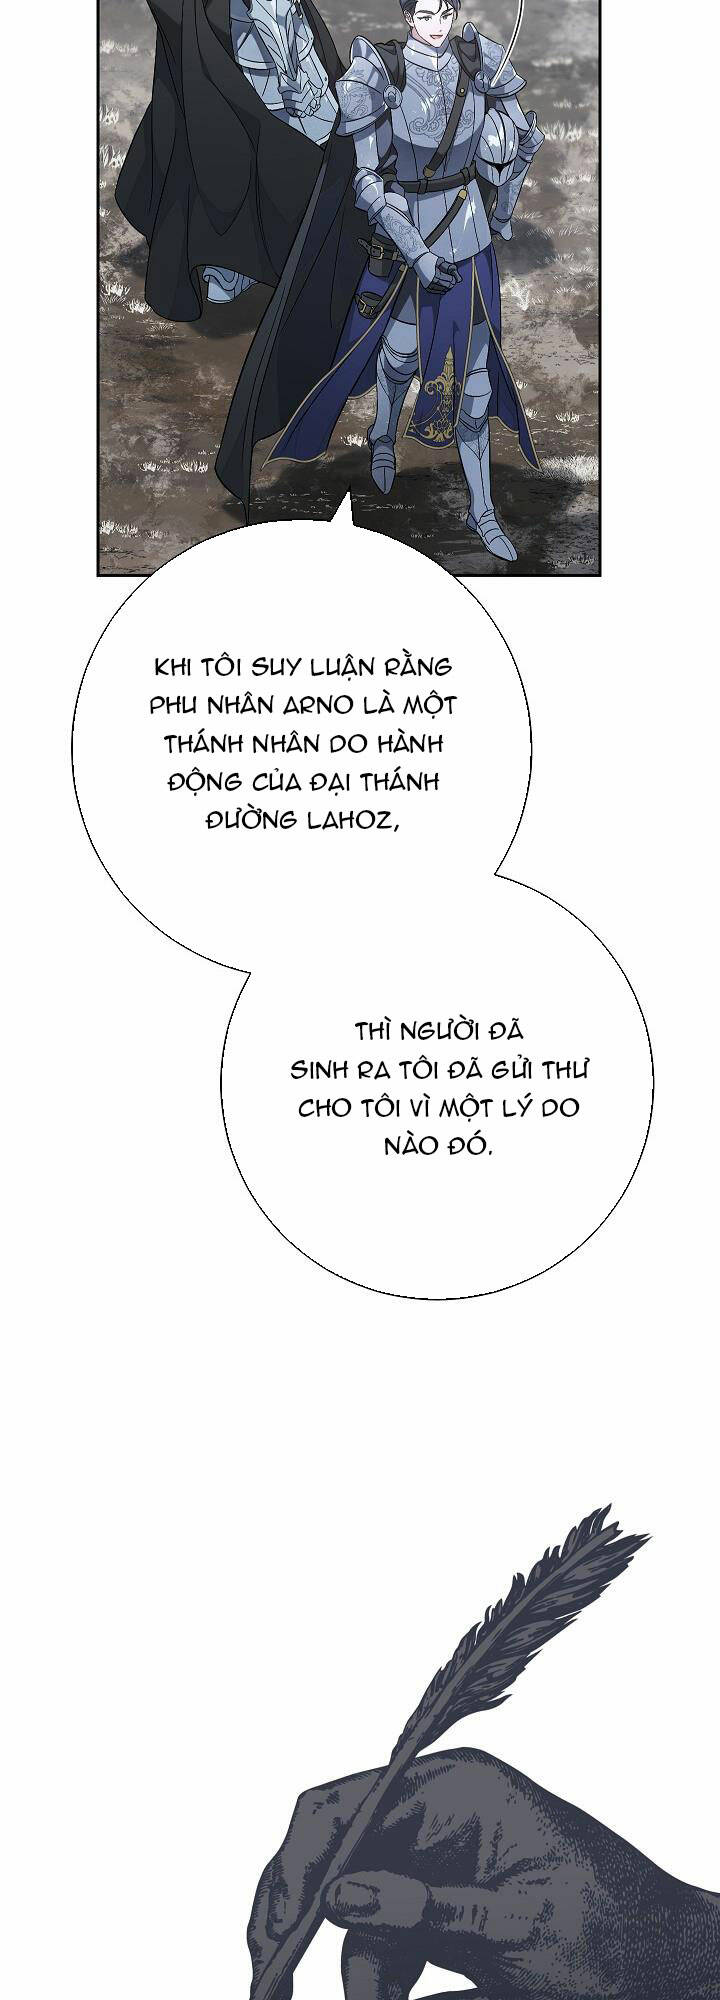 KHI TÔI SUY LUẬN RẰNG
PHU NHÂN ARNO LÀ MỘT
THÁNH NHÂN DO HÀNH
ĐỘNG CỦA ĐẠI THÁNH
ĐƯỜNG LAHOZ,
THÌ NGƯỜI ĐÃ
SINH RA TÔI ĐÃ GỬI THƯ
CHO TÔI VÌ MỘT LÝ DO
NÀO ĐÓ.